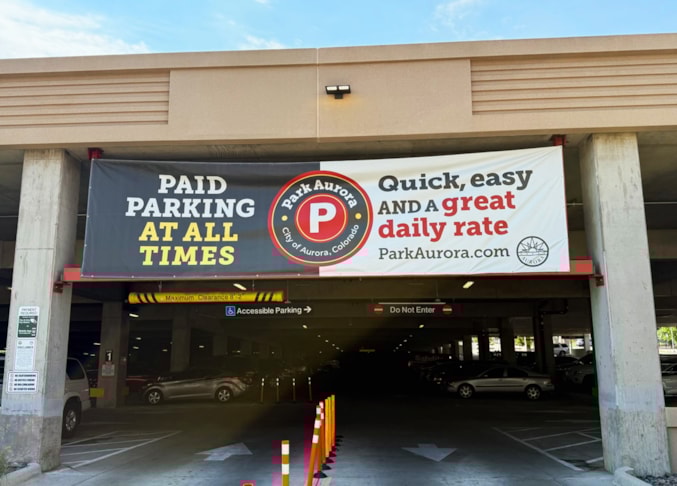 PAID
PARKING
AT ALL
TIMES
Park Aurora
P
City of Aurora, Colorado
Quick, easy
AND A great
daily rate
ParkAurora.com
AURORA
Maximum Clearance
Accessible Parking →
Do Not Enter